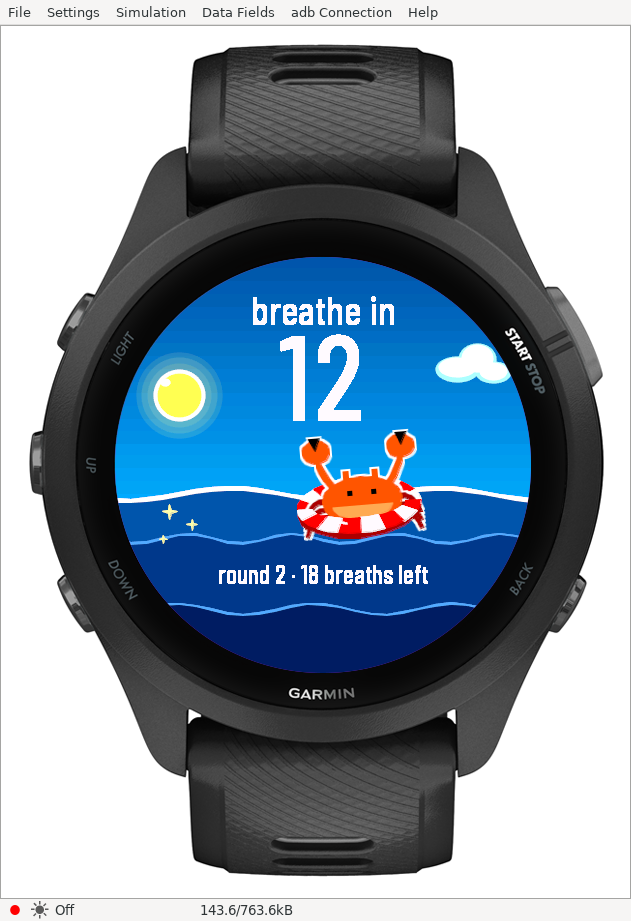 File Settings Simulation Data Fields adb Connection Help
breathe in
12
LIGHT
START STOP
UP
round 2 · 18 breaths left
DOWN
BACK
GARMIN
Off 143.6/763.6kB